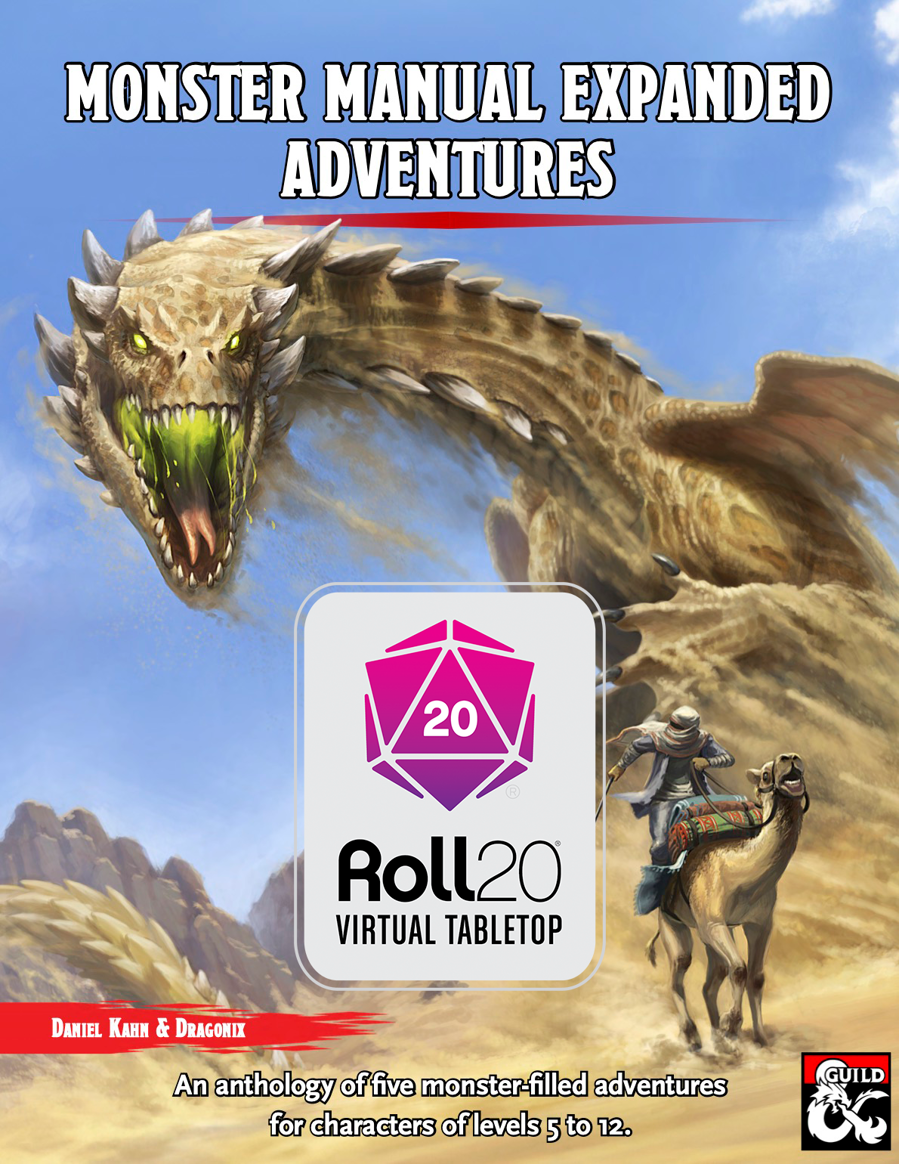 MONSTER MANUAL EXPANDED
ADVENTURES
20
®
Roll20®
VIRTUAL TABLETOP
DANIEL KAHN & DRAGONIX
An anthology of five monster-filled adventures
for characters of levels 5 to 12.
GUILD